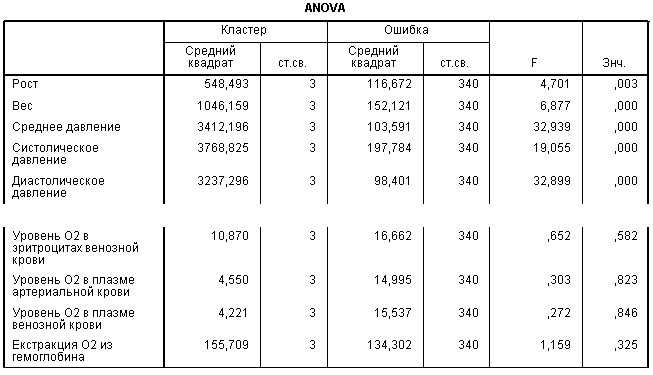 ANOVA
Кластер Ошибка
Средний квадрат ст.св. Средний квадрат ст.св. F Знч.
Рост 548,493 3 116,672 340 4,701 ,003
Вес 1046,159 3 152,121 340 6,877 ,000
Среднее давление 3412,196 3 103,591 340 32,939 ,000
Систолическое давление 3768,825 3 197,784 340 19,055 ,000
Диастолическое давление 3237,296 3 98,401 340 32,899 ,000
Уровень О2 в эритроцитах венозной крови 10,870 3 16,662 340 ,652 ,582
Уровень О2 в плазме артериальной крови 4,550 3 14,995 340 ,303 ,823
Уровень О2 в плазме венозной крови 4,221 3 15,537 340 ,272 ,846
Екстракция О2 из гемоглобина 155,709 3 134,302 340 1,159 ,325